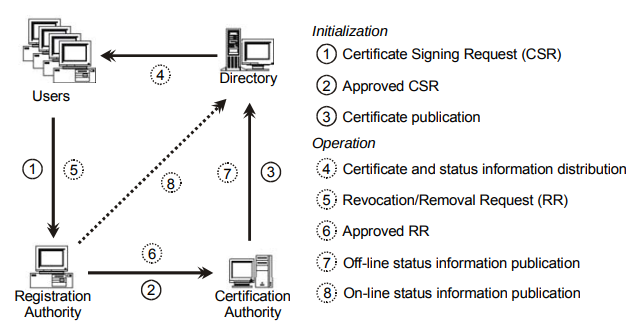 Initialization
① Certificate Signing Request (CSR)
② Approved CSR
③ Certificate publication
Operation
④ Certificate and status information distribution
⑤ Revocation/Removal Request (RR)
⑥ Approved RR
⑦ Off-line status information publication
⑧ On-line status information publication
Users
④
Directory
①
⑤
⑧
⑦
③
⑥
②
Registration
Authority
Certification
Authority